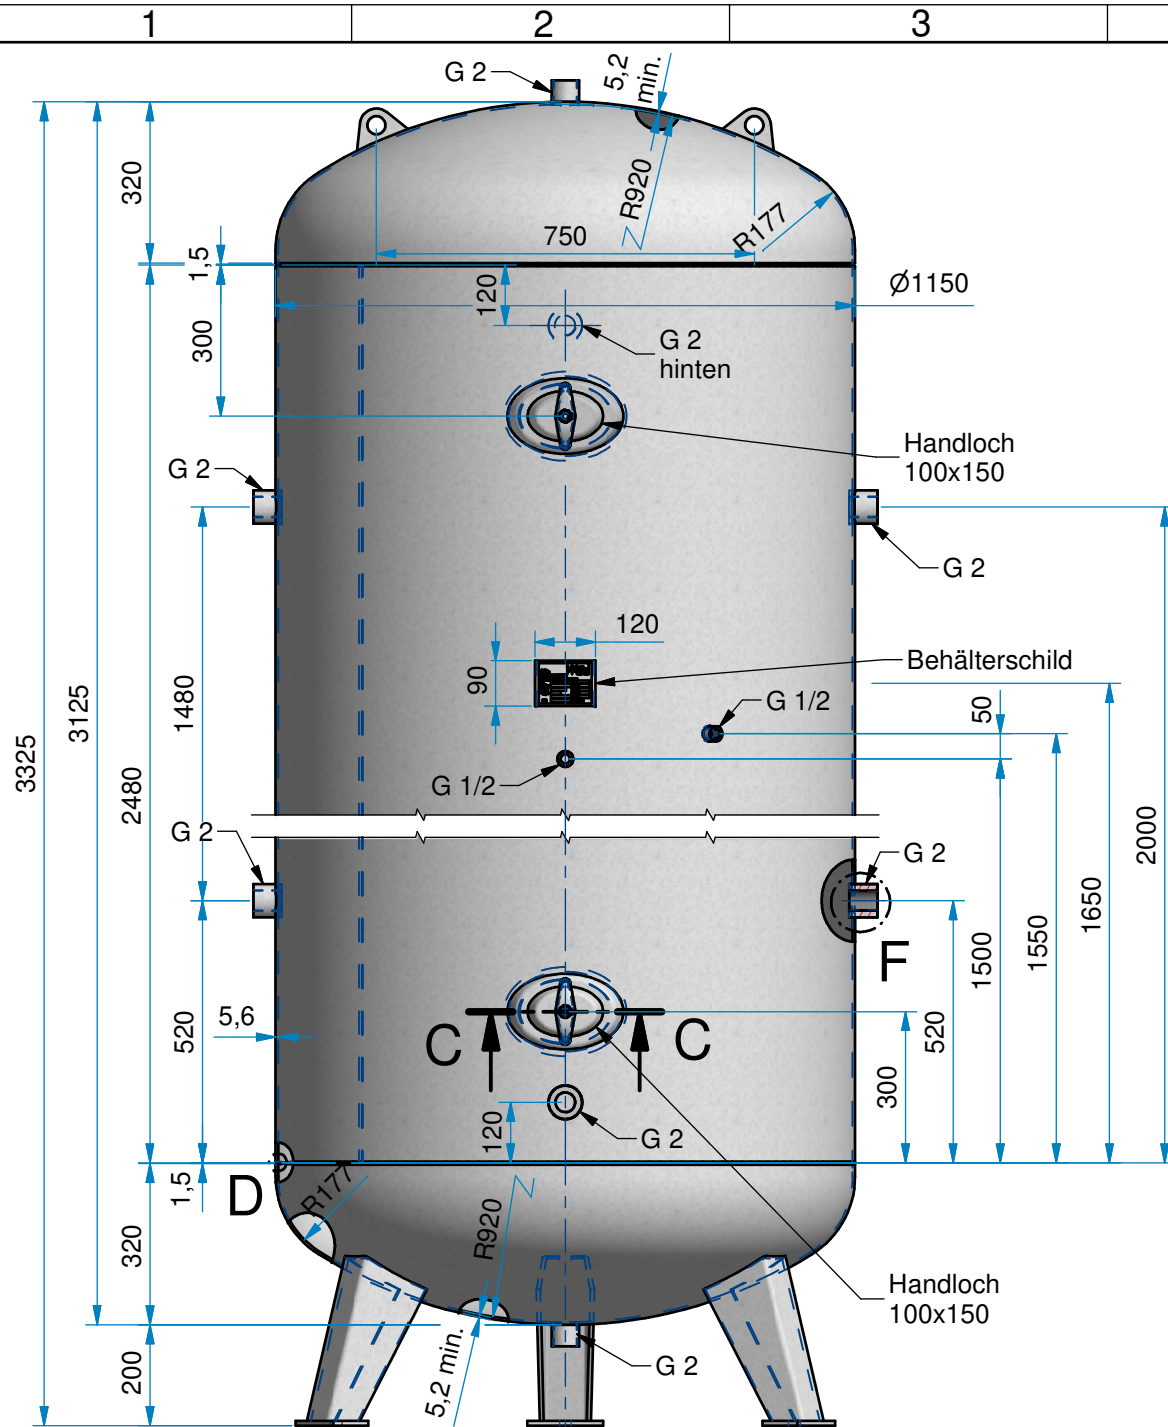 1
2
3
G 2
5,2
min.
320
R920
R177
750
1,5
120
Ø1150
300
G 2
hinten
Handloch
100x150
G 2
G 2
120
Behälterschild
90
G 1/2
50
1480
3125
3325
2480
G 1/2
G 2
G 2
2000
1650
1550
1500
F
5,6
520
C
C
520
300
120
G 2
1,5
D
R177
R920
320
Handloch
100x150
G 2
5,2 min.
200